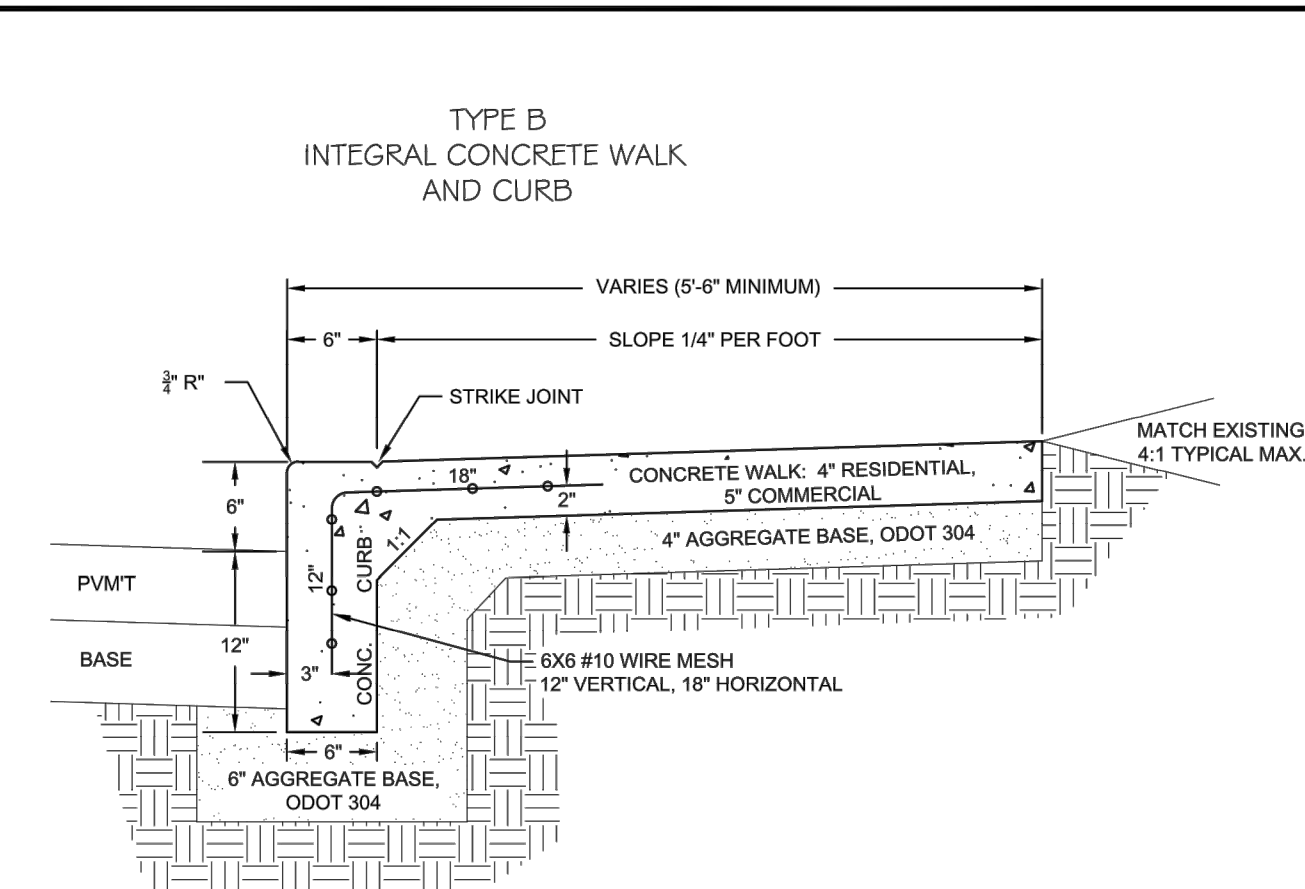 TYPE B
INTEGRAL CONCRETE WALK
AND CURB
VARIES (5'-6" MINIMUM)
6"
SLOPE 1/4" PER FOOT
¾" R"
STRIKE JOINT
MATCH EXISTING
4:1 TYPICAL MAX.
18"
CONCRETE WALK: 4" RESIDENTIAL,
5" COMMERCIAL
2"
6"
1:1
CONC. CURB
12"
4" AGGREGATE BASE, ODOT 304
PVM'T
12"
BASE
3"
6X6 #10 WIRE MESH
12" VERTICAL, 18" HORIZONTAL
6"
6" AGGREGATE BASE,
ODOT 304